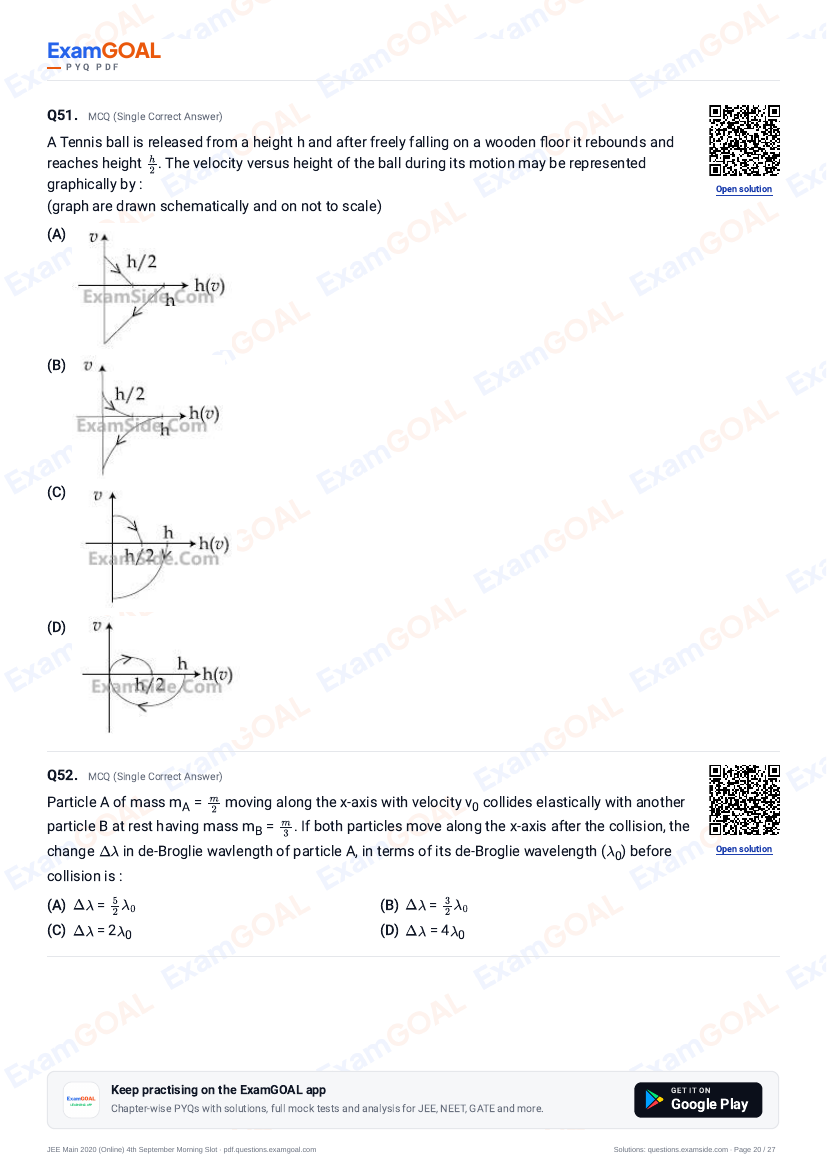 ExamGOAL
PYQ PDF
Q51. MCQ (Single Correct Answer)
A Tennis ball is released from a height h and after freely falling on a wooden floor it rebounds and
reaches height h/2. The velocity versus height of the ball during its motion may be represented
graphically by :
(graph are drawn schematically and on not to scale)
Open solution
(A)
v
h/2
h(v)
h
ExamSide.Com
(B)
v
h/2
h(v)
h
ExamSide.Com
(C)
v
h
h(v)
h/2
ExamSide.Com
(D)
v
h
h(v)
h/2
ExamSide.Com
Q52. MCQ (Single Correct Answer)
Particle A of mass mA = m/2 moving along the x-axis with velocity v0 collides elastically with another
particle B at rest having mass mB = m/3. If both particles move along the x-axis after the collision, the
change Δλ in de-Broglie wavlength of particle A, in terms of its de-Broglie wavelength (λ0) before
collision is :
Open solution
(A) Δλ = 5/2 λ0 (B) Δλ = 3/2 λ0
(C) Δλ = 2λ0 (D) Δλ = 4λ0
Keep practising on the ExamGOAL app
Chapter-wise PYQs with solutions, full mock tests and analysis for JEE, NEET, GATE and more.
GET IT ON
Google Play
JEE Main 2020 (Online) 4th September Morning Slot · pdf.questions.examgoal.com
Solutions: questions.examside.com · Page 20 / 27